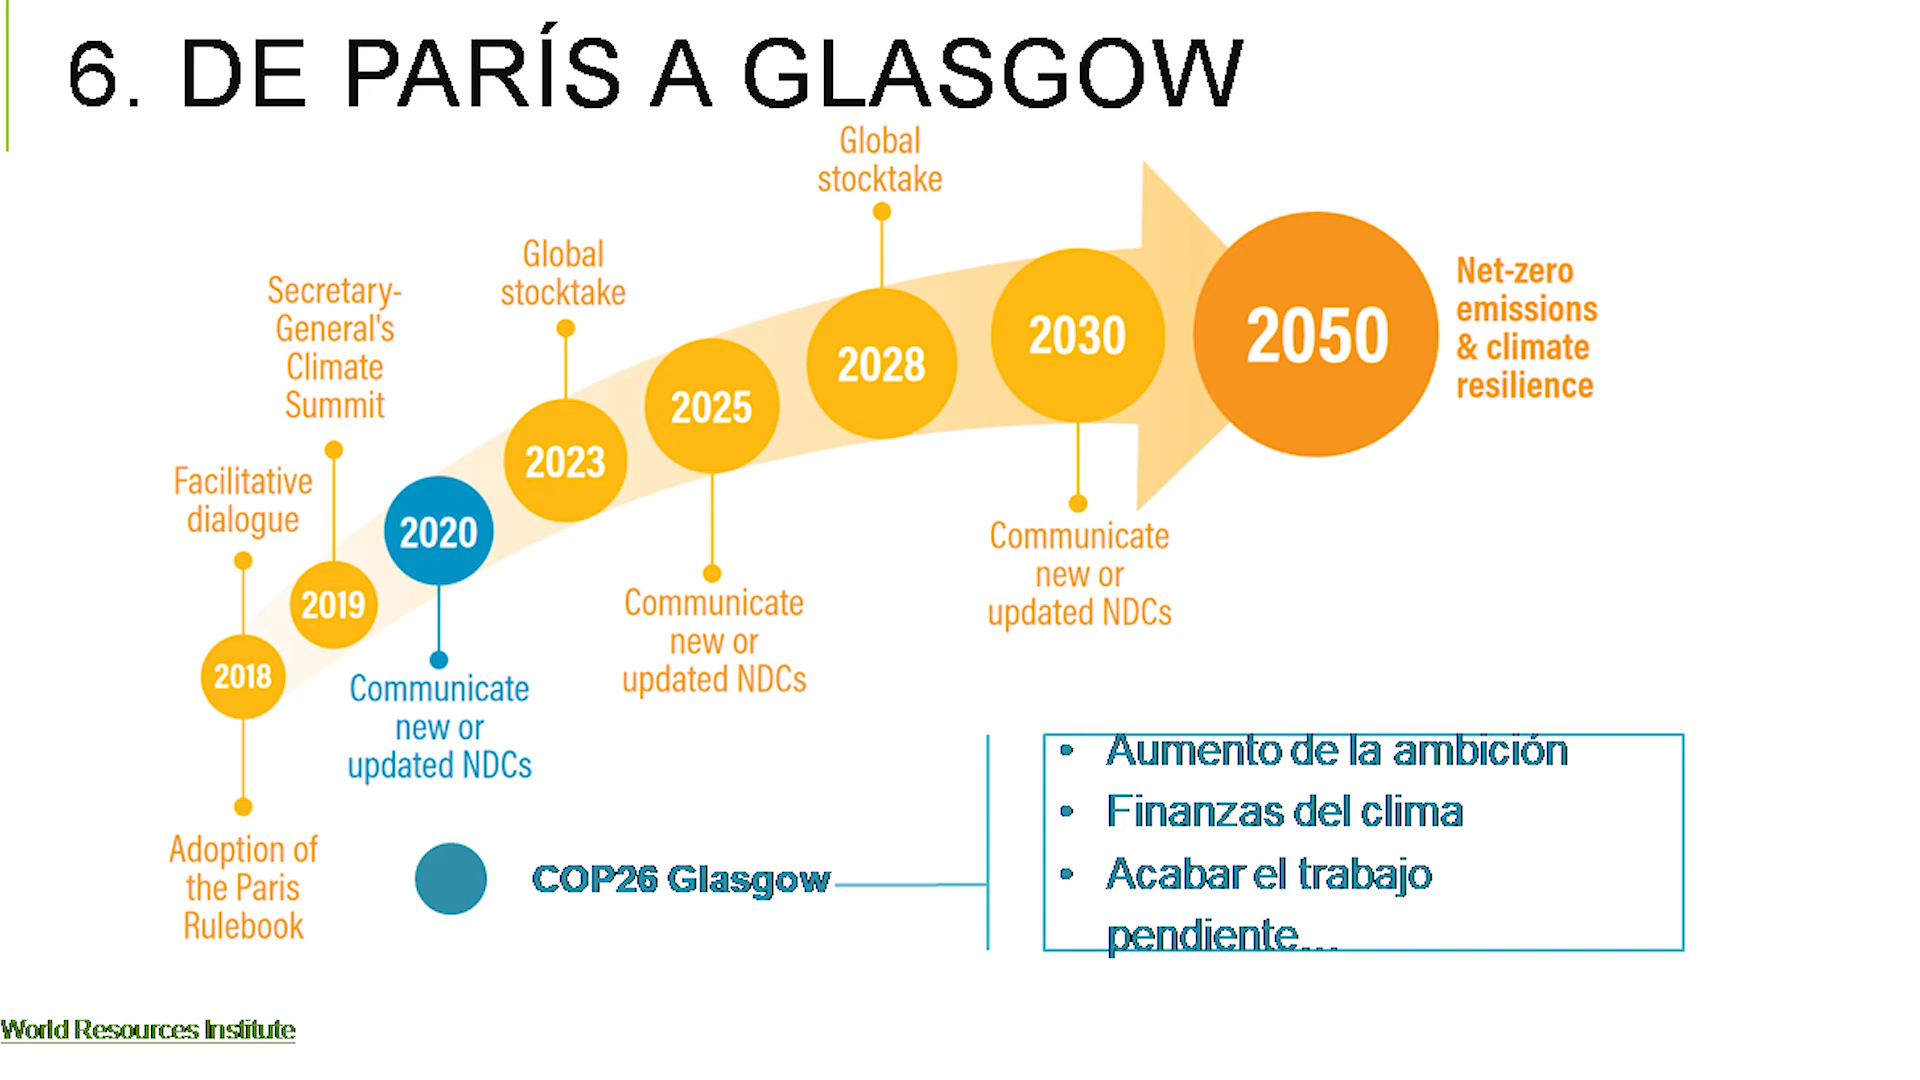 6. DE PARÍS A GLASGOW
Global
stocktake
Global
stocktake
Secretary-
General's
Climate
Summit
Facilitative
dialogue
2018
2019
2020
2023
2025
2028
2030
2050
Net-zero
emissions
& climate
resilience
Communicate
new or
updated NDCs
Communicate
new or
updated NDCs
Communicate
new or
updated NDCs
Adoption of
the Paris
Rulebook
COP26 Glasgow
• Aumento de la ambición
• Finanzas del clima
• Acabar el trabajo
pendiente...
World Resources Institute